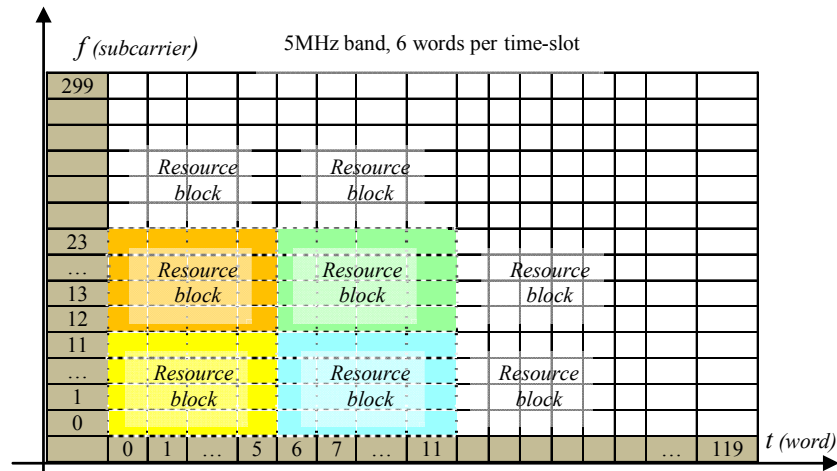 f (subcarrier)
5MHz band, 6 words per time-slot
299
Resource block
Resource block
23
...
13
12
Resource block
Resource block
Resource block
11
...
1
0
Resource block
Resource block
Resource block
0 1 ... 5 6 7 ... 11 ... 119
t (word)